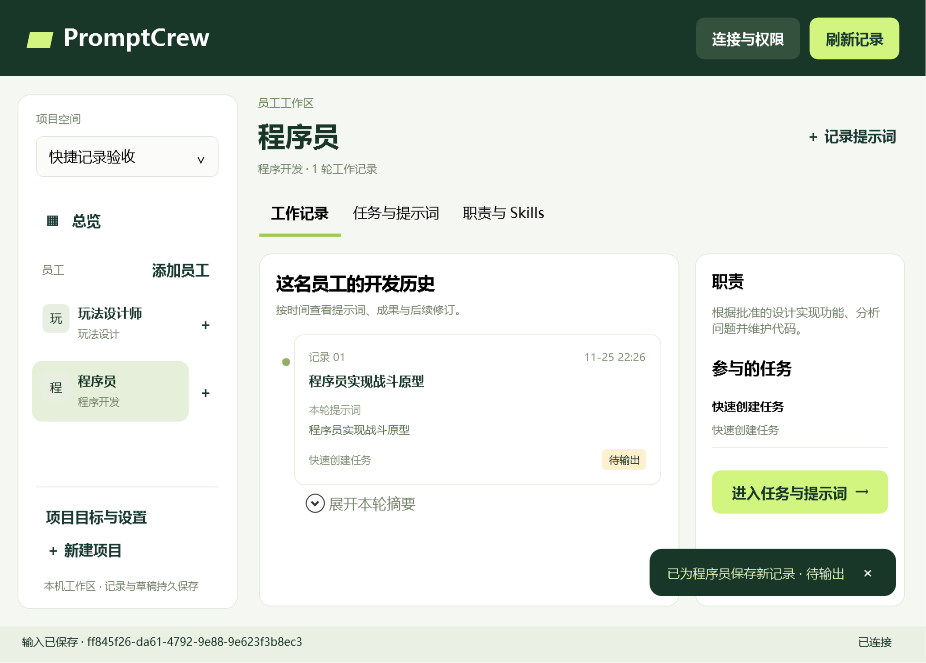 PromptCrew
连接与权限
刷新记录
项目空间
快捷记录验收
总览
员工
添加员工
玩
玩法设计师
玩法设计
+
程
程序员
程序开发
+
项目目标与设置
+ 新建项目
本机工作区 · 记录与草稿持久保存
员工工作区
程序员
程序开发 · 1 轮工作记录
+ 记录提示词
工作记录
任务与提示词
职责与 Skills
这名员工的开发历史
按时间查看提示词、成果与后续修订。
记录 01
11-25 22:26
程序员实现战斗原型
本轮提示词
程序员实现战斗原型
快速创建任务
待输出
展开本轮摘要
职责
根据批准的设计实现功能、分析
问题并维护代码。
参与的任务
快速创建任务
快速创建任务
进入任务与提示词 →
已为程序员保存新记录 · 待输出 ×
输入已保存 · ff845f26-da61-4792-9e88-9e623f3b8ec3
已连接